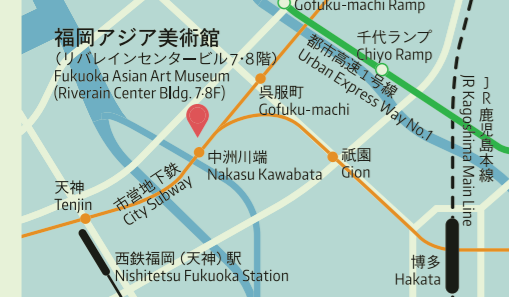 Gofuku-machi Ramp
福岡アジア美術館
（リバレインセンタービル 7・8階）
Fukuoka Asian Art Museum
(Riverain Center Bldg. 7-8F)
千代ランプ
Chiyo Ramp
都市高速1号線
Urban Express Way No.1
呉服町
Gofuku-machi
JR鹿児島本線
JR Kagoshima Main Line
中洲川端
Nakasu Kawabata
祇園
Gion
市営地下鉄
City Subway
天神
Tenjin
西鉄福岡（天神）駅
Nishitetsu Fukuoka Station
博多
Hakata